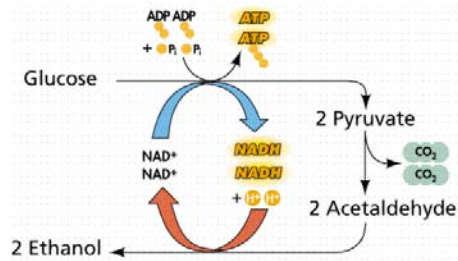 ADP ADP
+ Pᵢ Pᵢ
ATP
ATP
Glucose
2 Pyruvate
NAD⁺
NAD⁺
NADH
NADH
+ H⁺ H⁺
CO₂
CO₂
2 Acetaldehyde
2 Ethanol